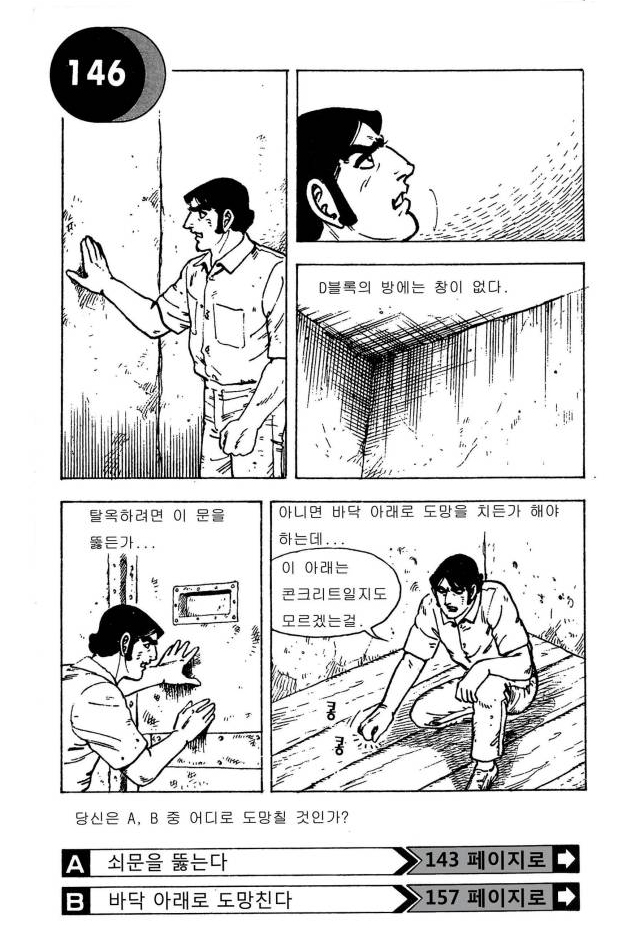 146
D블록의 방에는 창이 없다.
탈옥하려면 이 문을
뚫든가...
아니면 바닥 아래로 도망을 치든가 해야
하는데...
이 아래는
콘크리트일지도
모르겠는걸.
쿵
쿵
당신은 A, B 중 어디로 도망칠 것인가?
A 쇠문을 뚫는다 143 페이지로
B 바닥 아래로 도망친다 157 페이지로